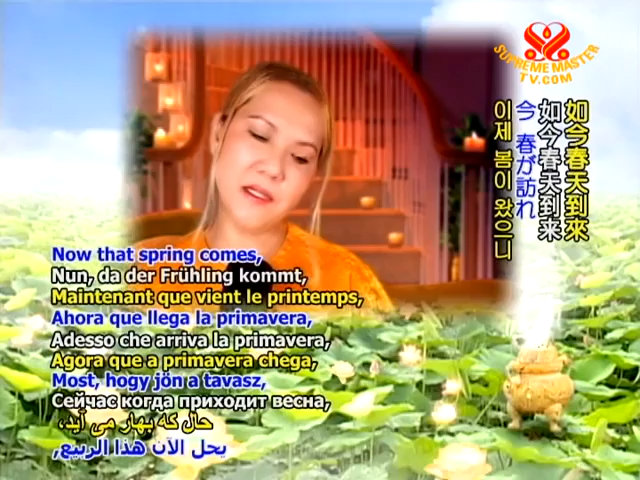 SUPREME MASTER
TV.COM
如今春天到來
如今春天到来
今 春が訪れ
이제 봄이 왔으니
Now that spring comes,
Nun, da der Frühling kommt,
Maintenant que vient le printemps,
Ahora que llega la primavera,
Adesso che arriva la primavera,
Agora que a primavera chega,
Most, hogy jön a tavasz,
Сейчас когда приходит весна,
حال که بهار می آید،
يحل الآن هذا الربيع,